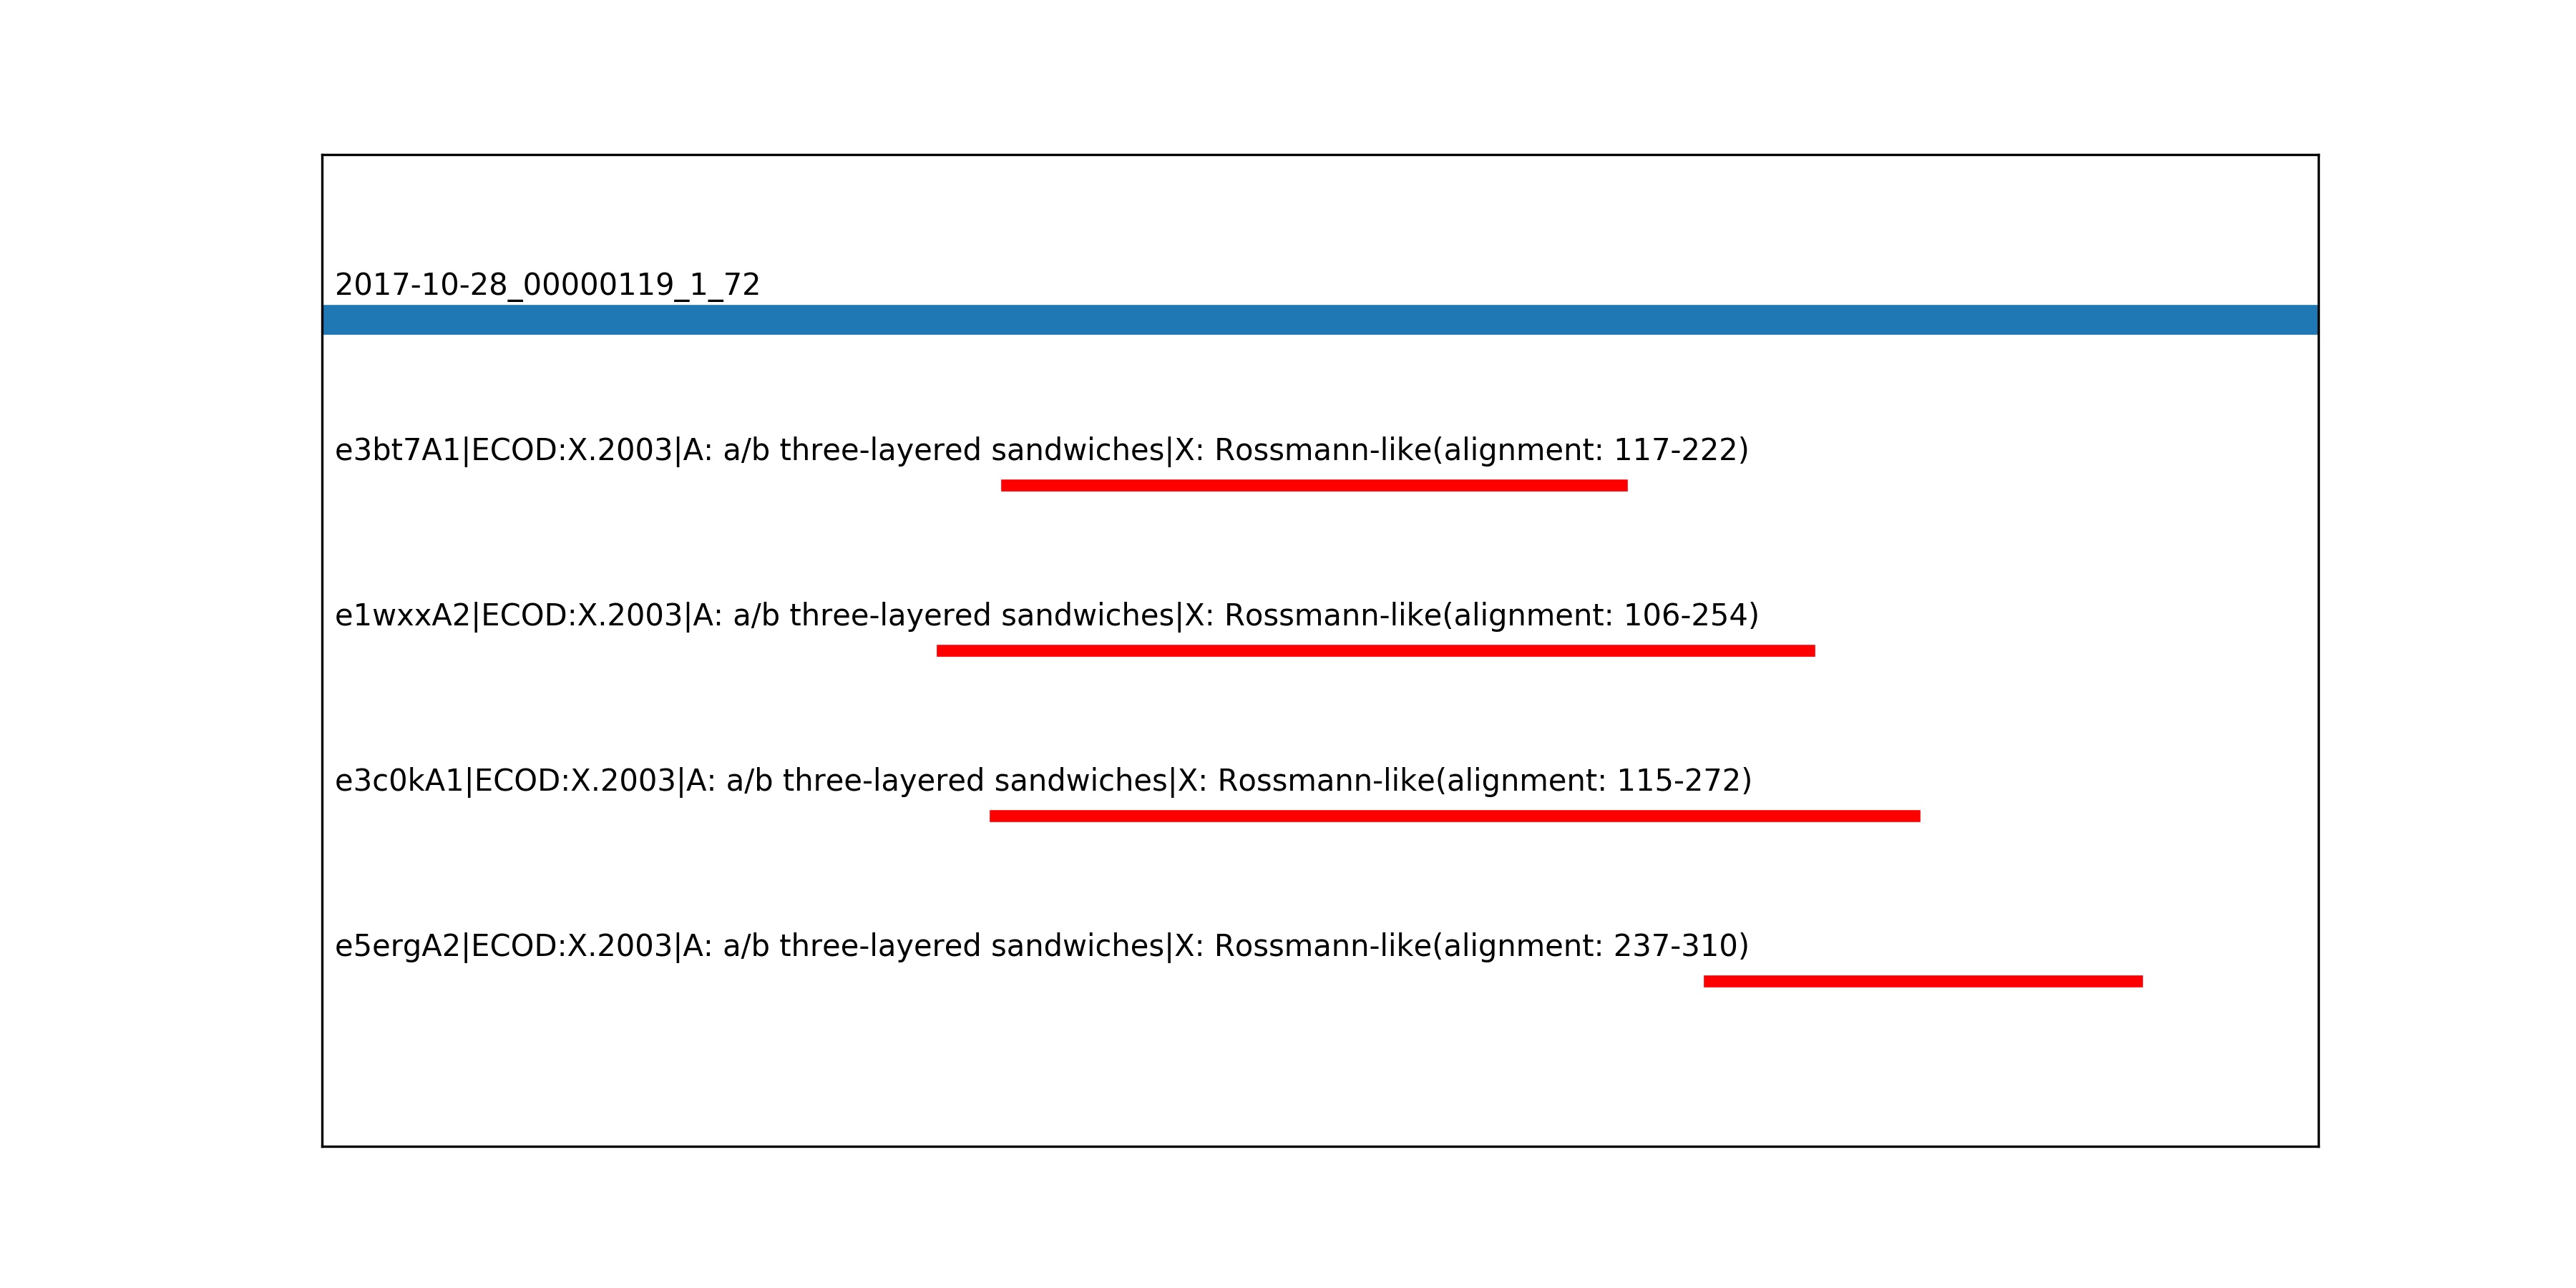 2017-10-28_00000119_1_72
e3bt7A1|ECOD:X.2003|A: a/b three-layered sandwiches|X: Rossmann-like(alignment: 117-222)
e1wxxA2|ECOD:X.2003|A: a/b three-layered sandwiches|X: Rossmann-like(alignment: 106-254)
e3c0kA1|ECOD:X.2003|A: a/b three-layered sandwiches|X: Rossmann-like(alignment: 115-272)
e5ergA2|ECOD:X.2003|A: a/b three-layered sandwiches|X: Rossmann-like(alignment: 237-310)